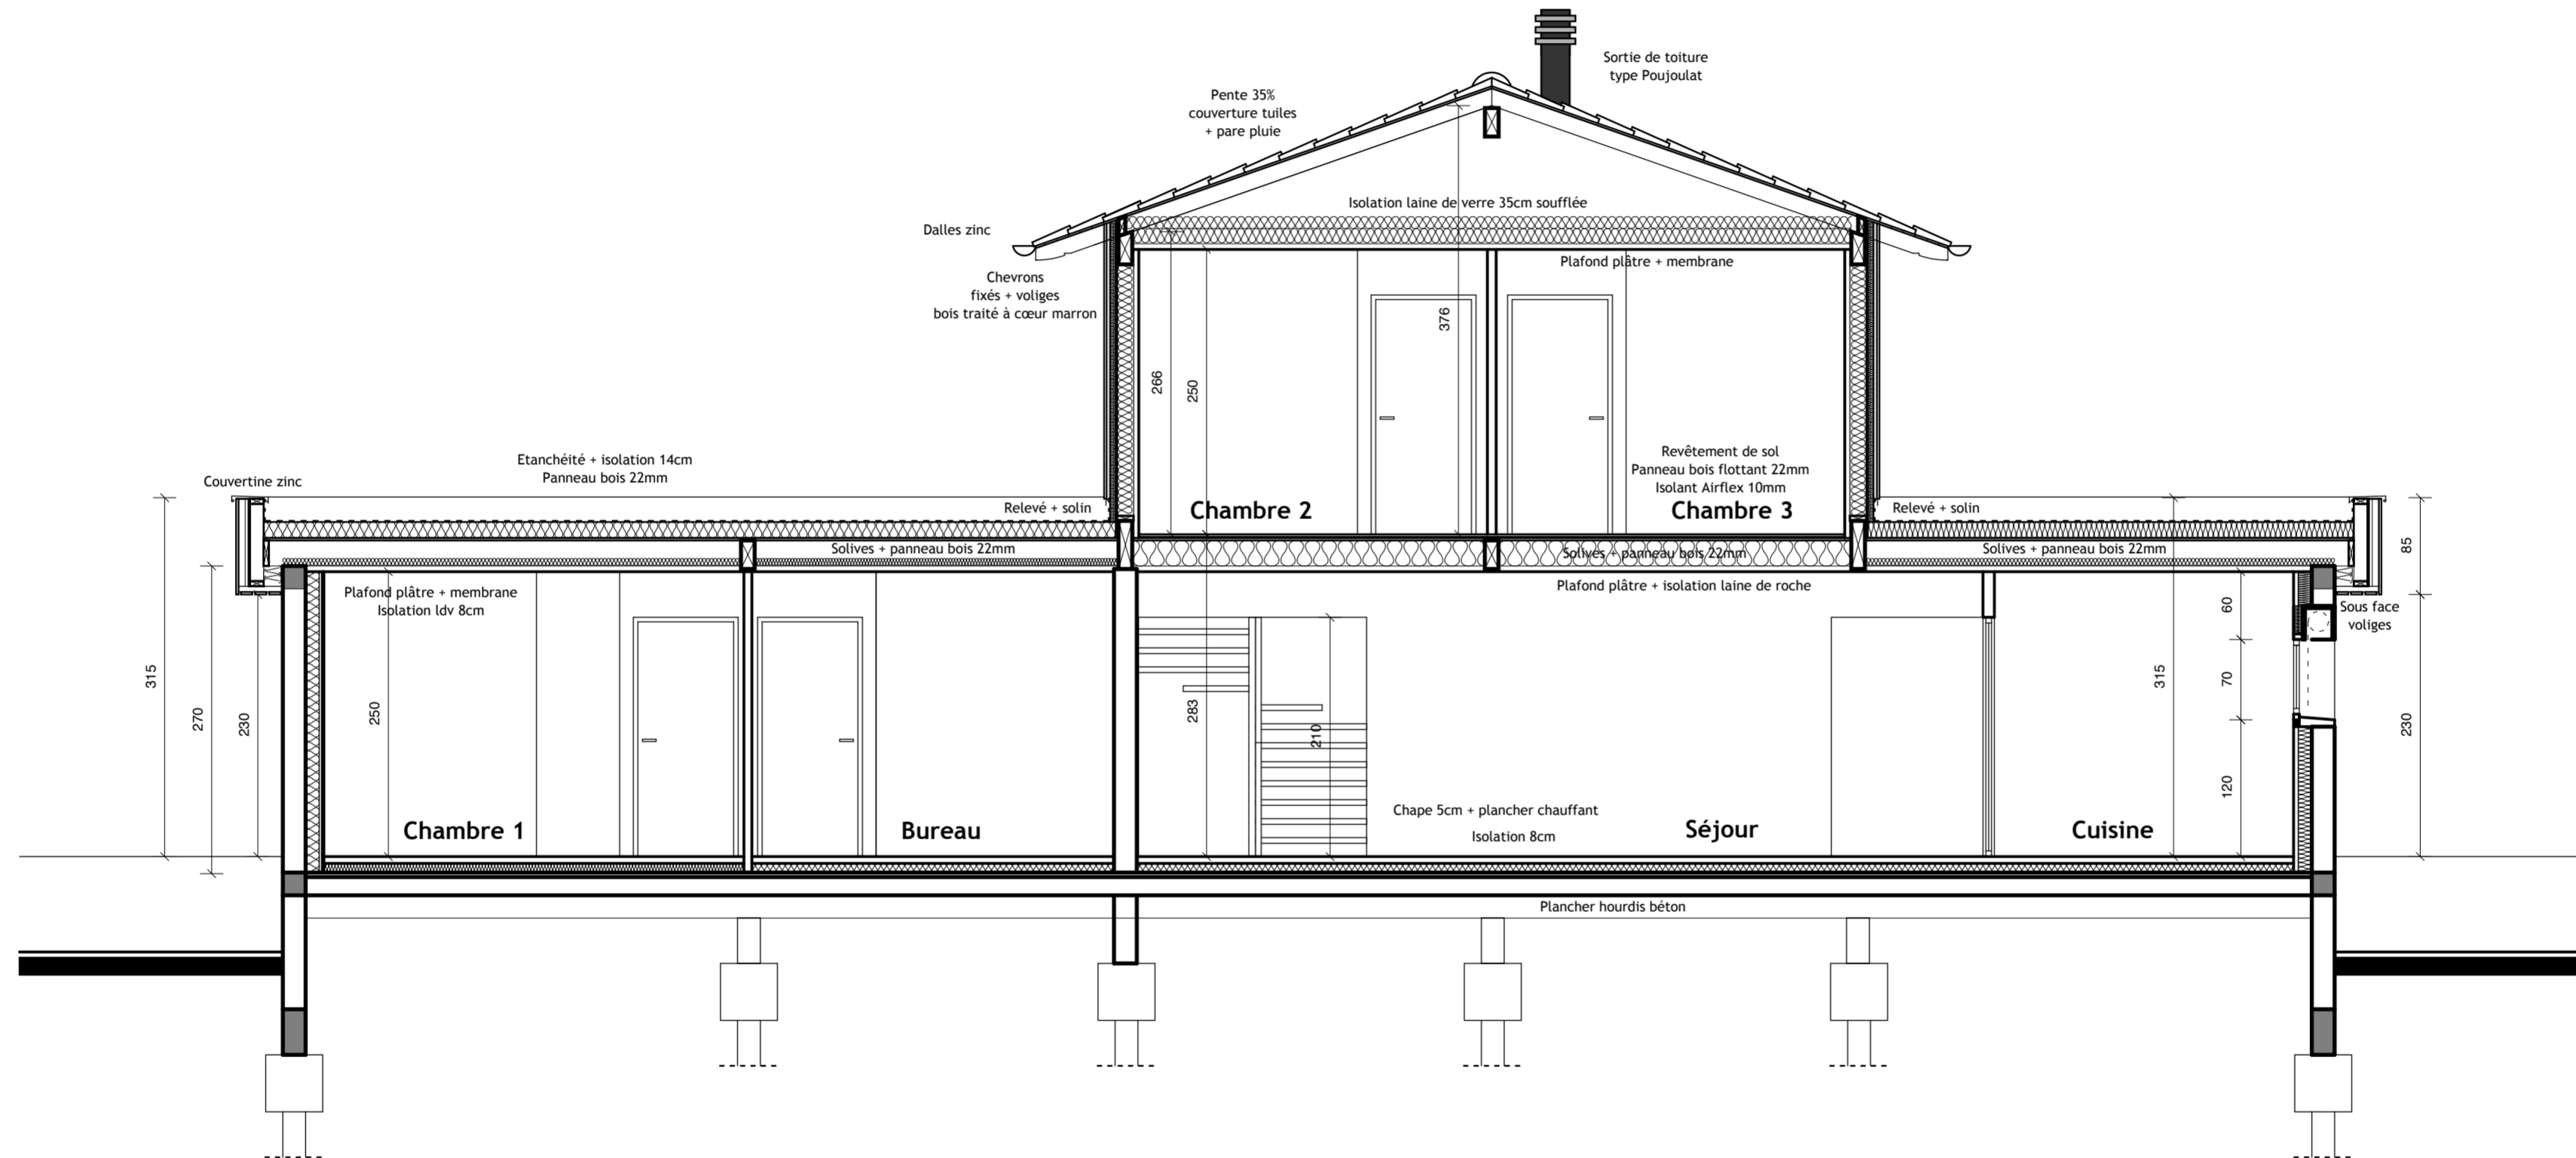 Sortie de toiture
type Poujoulat
Pente 35%
couverture tuiles
+ pare pluie
Isolation laine de verre 35cm soufflée
Dalles zinc
Plafond plâtre + membrane
Chevrons
fixés + voliges
bois traité à cœur marron
376
266
250
Etanchéité + isolation 14cm
Panneau bois 22mm
Couvertine zinc
Revêtement de sol
Panneau bois flottant 22mm
Isolant Airflex 10mm
Relevé + solin
Chambre 2
Chambre 3
Relevé + solin
Solives + panneau bois 22mm
Solives + panneau bois 22mm
Solives + panneau bois 22mm
85
Plafond plâtre + membrane
Isolation ldv 8cm
Plafond plâtre + isolation laine de roche
Sous face
voliges
60
315
270
230
250
283
210
315
70
230
120
Chape 5cm + plancher chauffant
Isolation 8cm
Chambre 1
Bureau
Séjour
Cuisine
Plancher hourdis béton